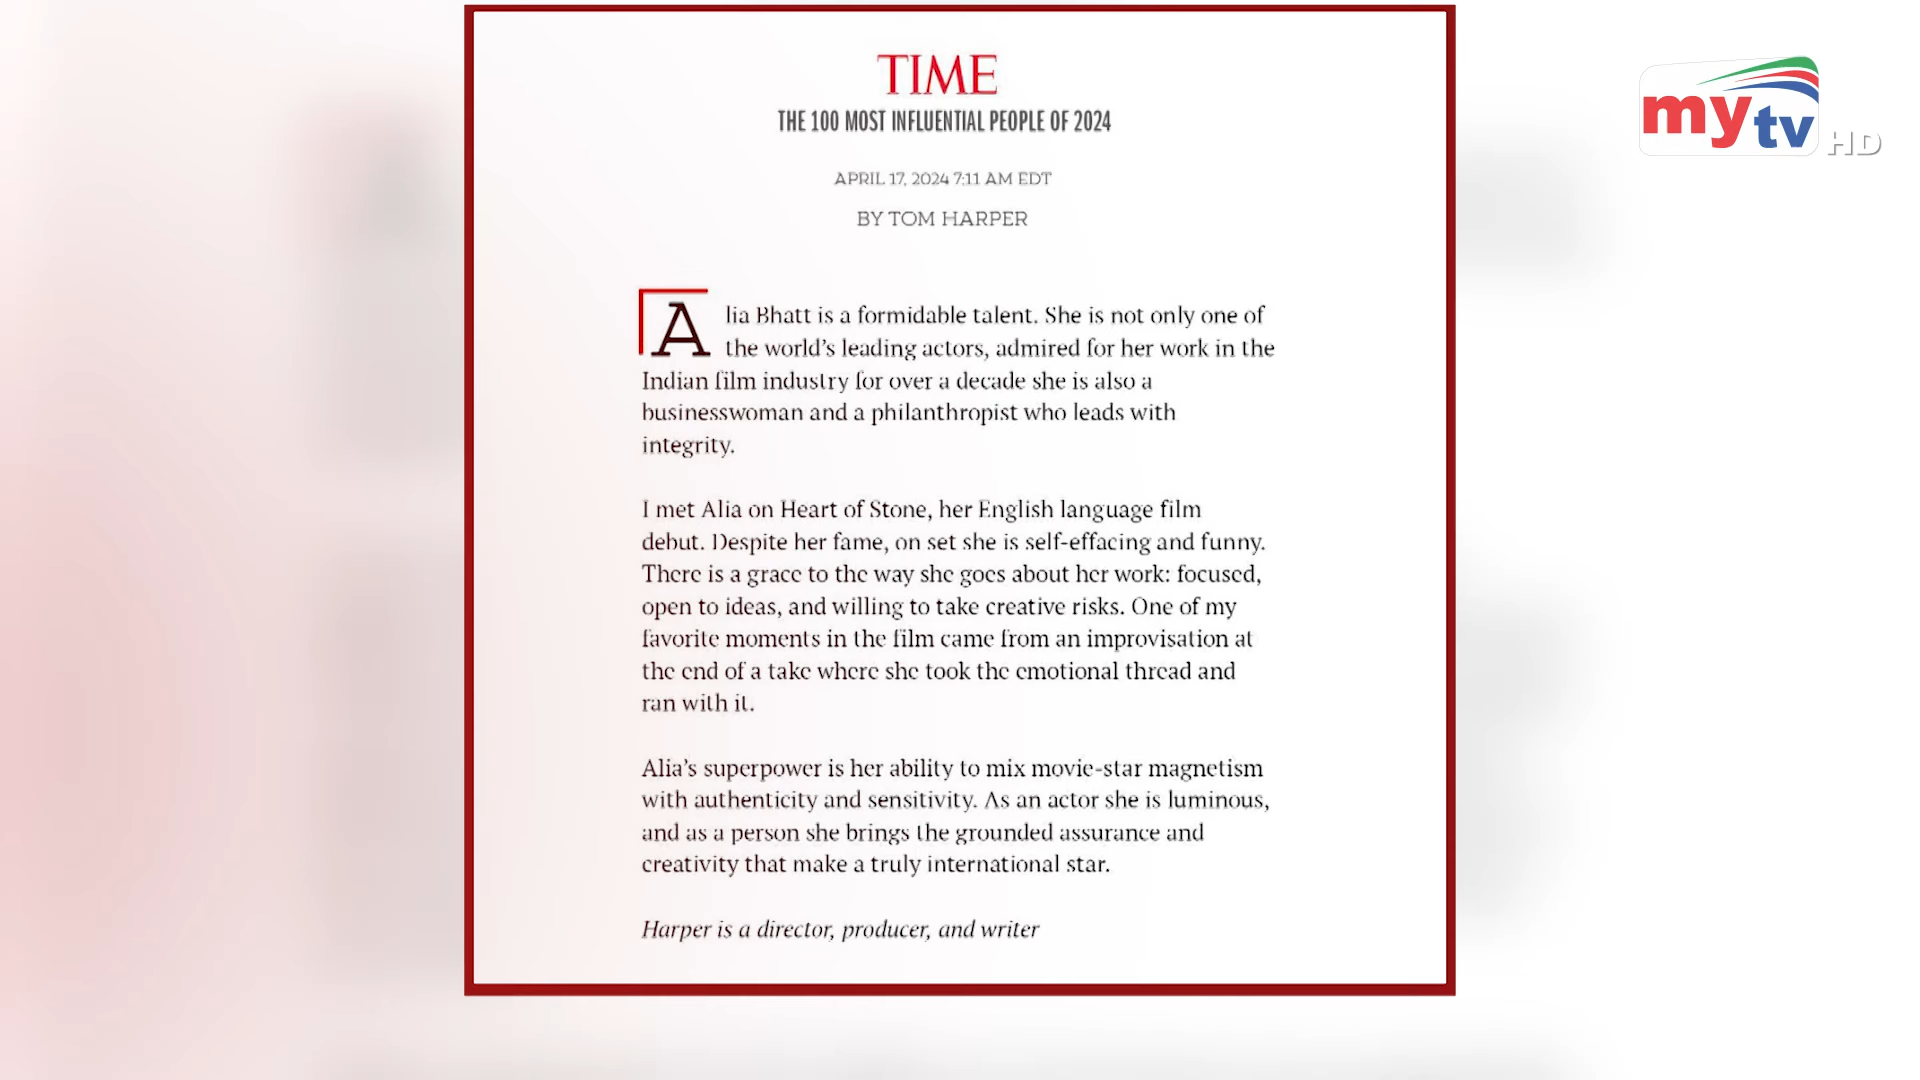 TIME
THE 100 MOST INFLUENTIAL PEOPLE OF 2024
my tv HD
APRIL 17, 2024 7:11 AM EDT
BY TOM HARPER
Alia Bhatt is a formidable talent. She is not only one of
the world's leading actors, admired for her work in the
Indian film industry for over a decade she is also a
businesswoman and a philanthropist who leads with
integrity.
I met Alia on Heart of Stone, her English language film
debut. Despite her fame, on set she is self-effacing and funny.
There is a grace to the way she goes about her work: focused,
open to ideas, and willing to take creative risks. One of my
favorite moments in the film came from an improvisation at
the end of a take where she took the emotional thread and
ran with it.
Alia's superpower is her ability to mix movie-star magnetism
with authenticity and sensitivity. As an actor she is luminous,
and as a person she brings the grounded assurance and
creativity that make a truly international star.
Harper is a director, producer, and writer